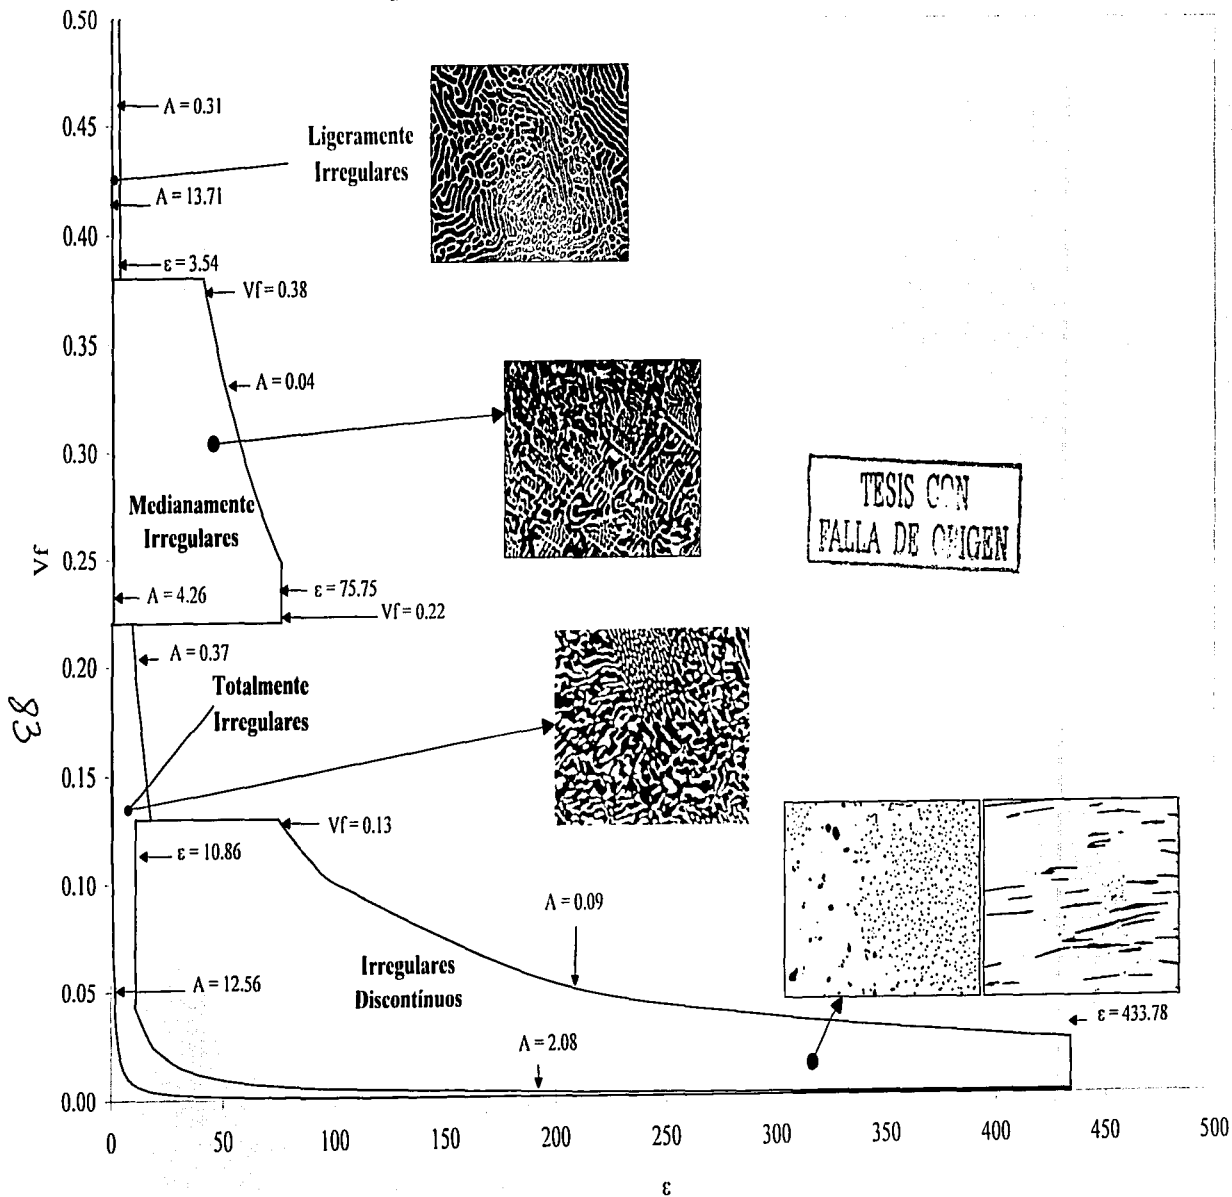 0.50
Λ = 0.31
0.45
Ligeramente
Irregulares
Λ = 13.71
0.40
ε = 3.54
Vf = 0.38
0.35
Λ = 0.04
0.30
TESIS CON
FALLA DE ORIGEN
Medianamente
Irregulares
Vf
0.25
ε = 75.75
Λ = 4.26
Vf = 0.22
0.20
Λ = 0.37
Totalmente
Irregulares
83
0.15
Vf = 0.13
ε = 10.86
0.10
Λ = 0.09
Irregulares
Discontínuos
Λ = 12.56
0.05
ε = 433.78
Λ = 2.08
0.00
0 50 100 150 200 250 300 350 400 450 500
ε